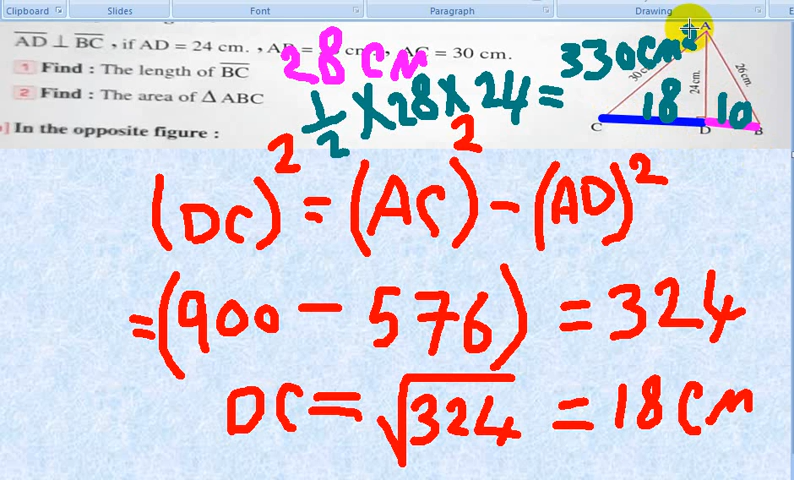 Clipboard Slides Font Paragraph Drawing
AD ⊥ BC , if AD = 24 cm. , AC = 30 cm.
28 CM
1 Find : The length of BC
2 Find : The area of Δ ABC
½ × 28 × 24 = 330 cm²
] In the opposite figure :
A
30 c
24 cm.
26 cm.
18 10
C D B
(DC)² = (AC)² - (AD)²
= (900 - 576) = 324
DC = √324 = 18 CM